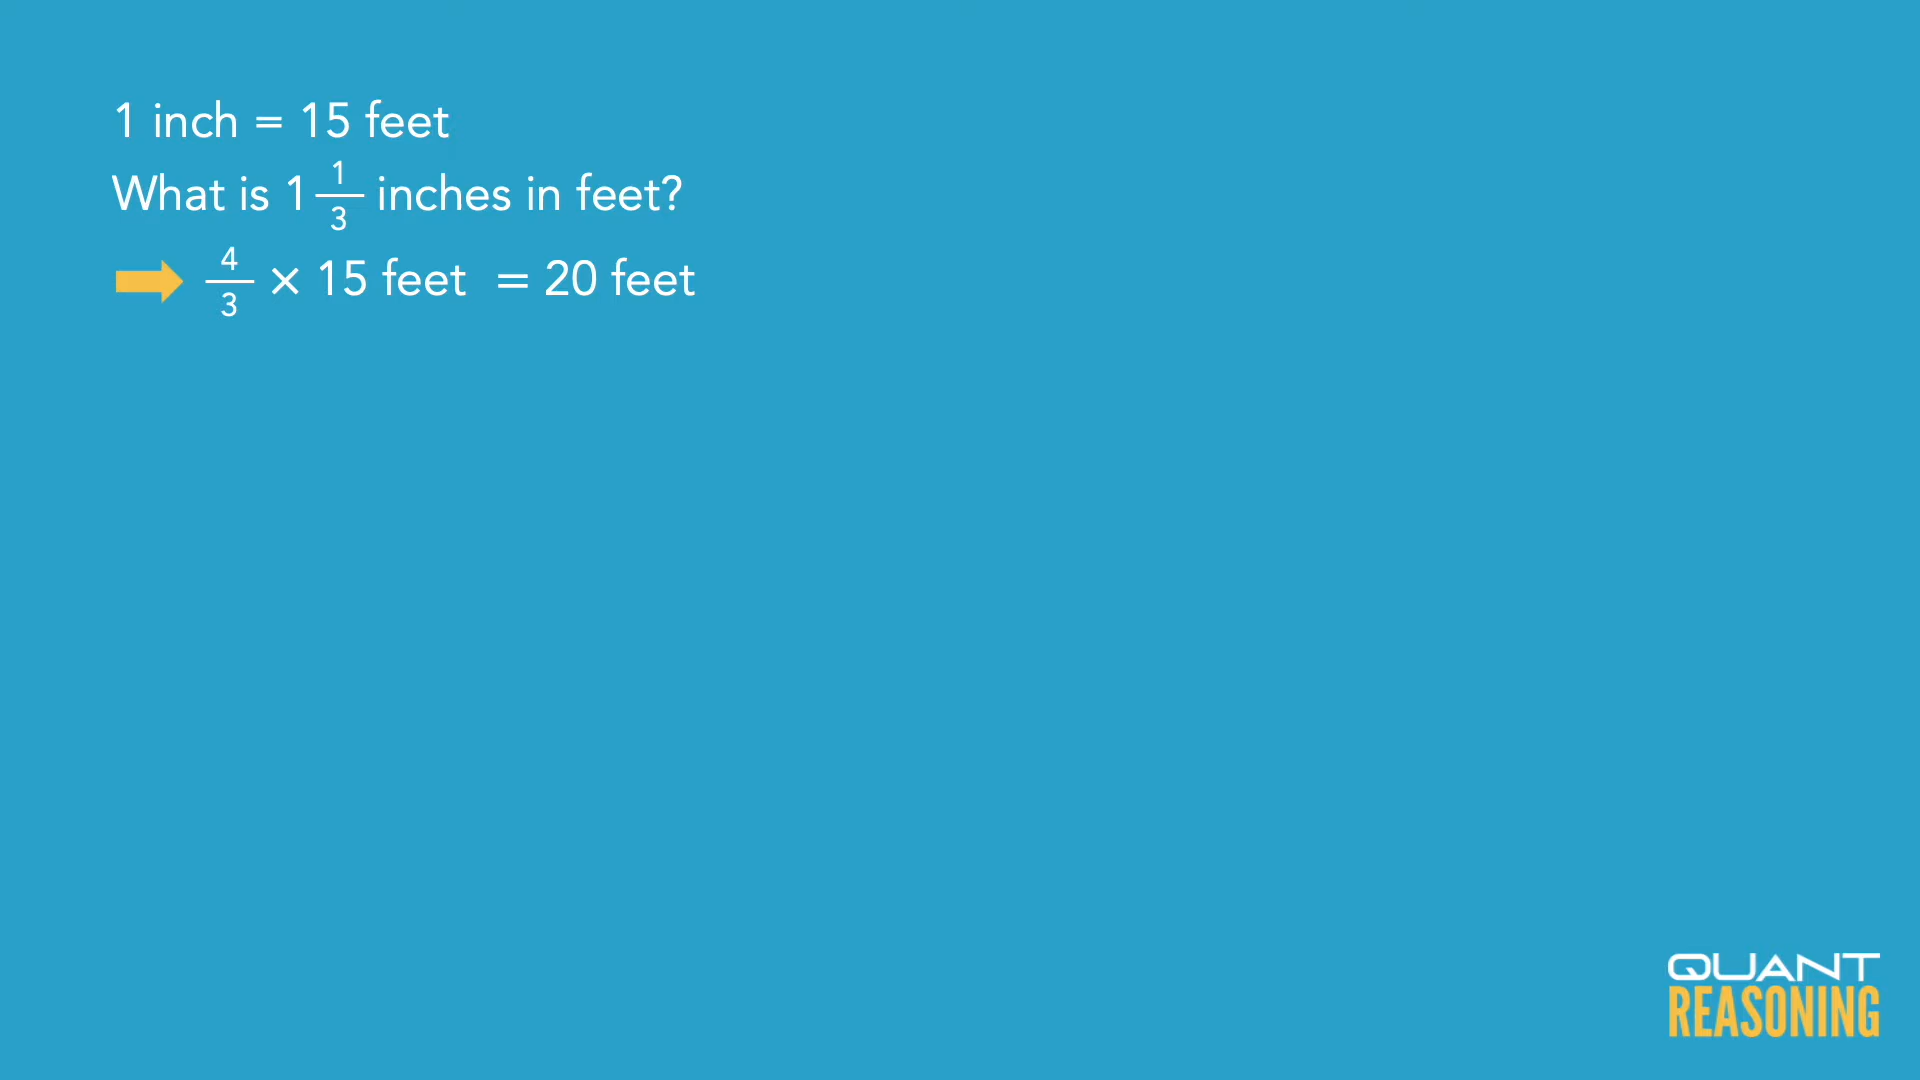 1 inch = 15 feet
What is 1 1/3 inches in feet?
4/3 × 15 feet = 20 feet
QUANT
REASONING